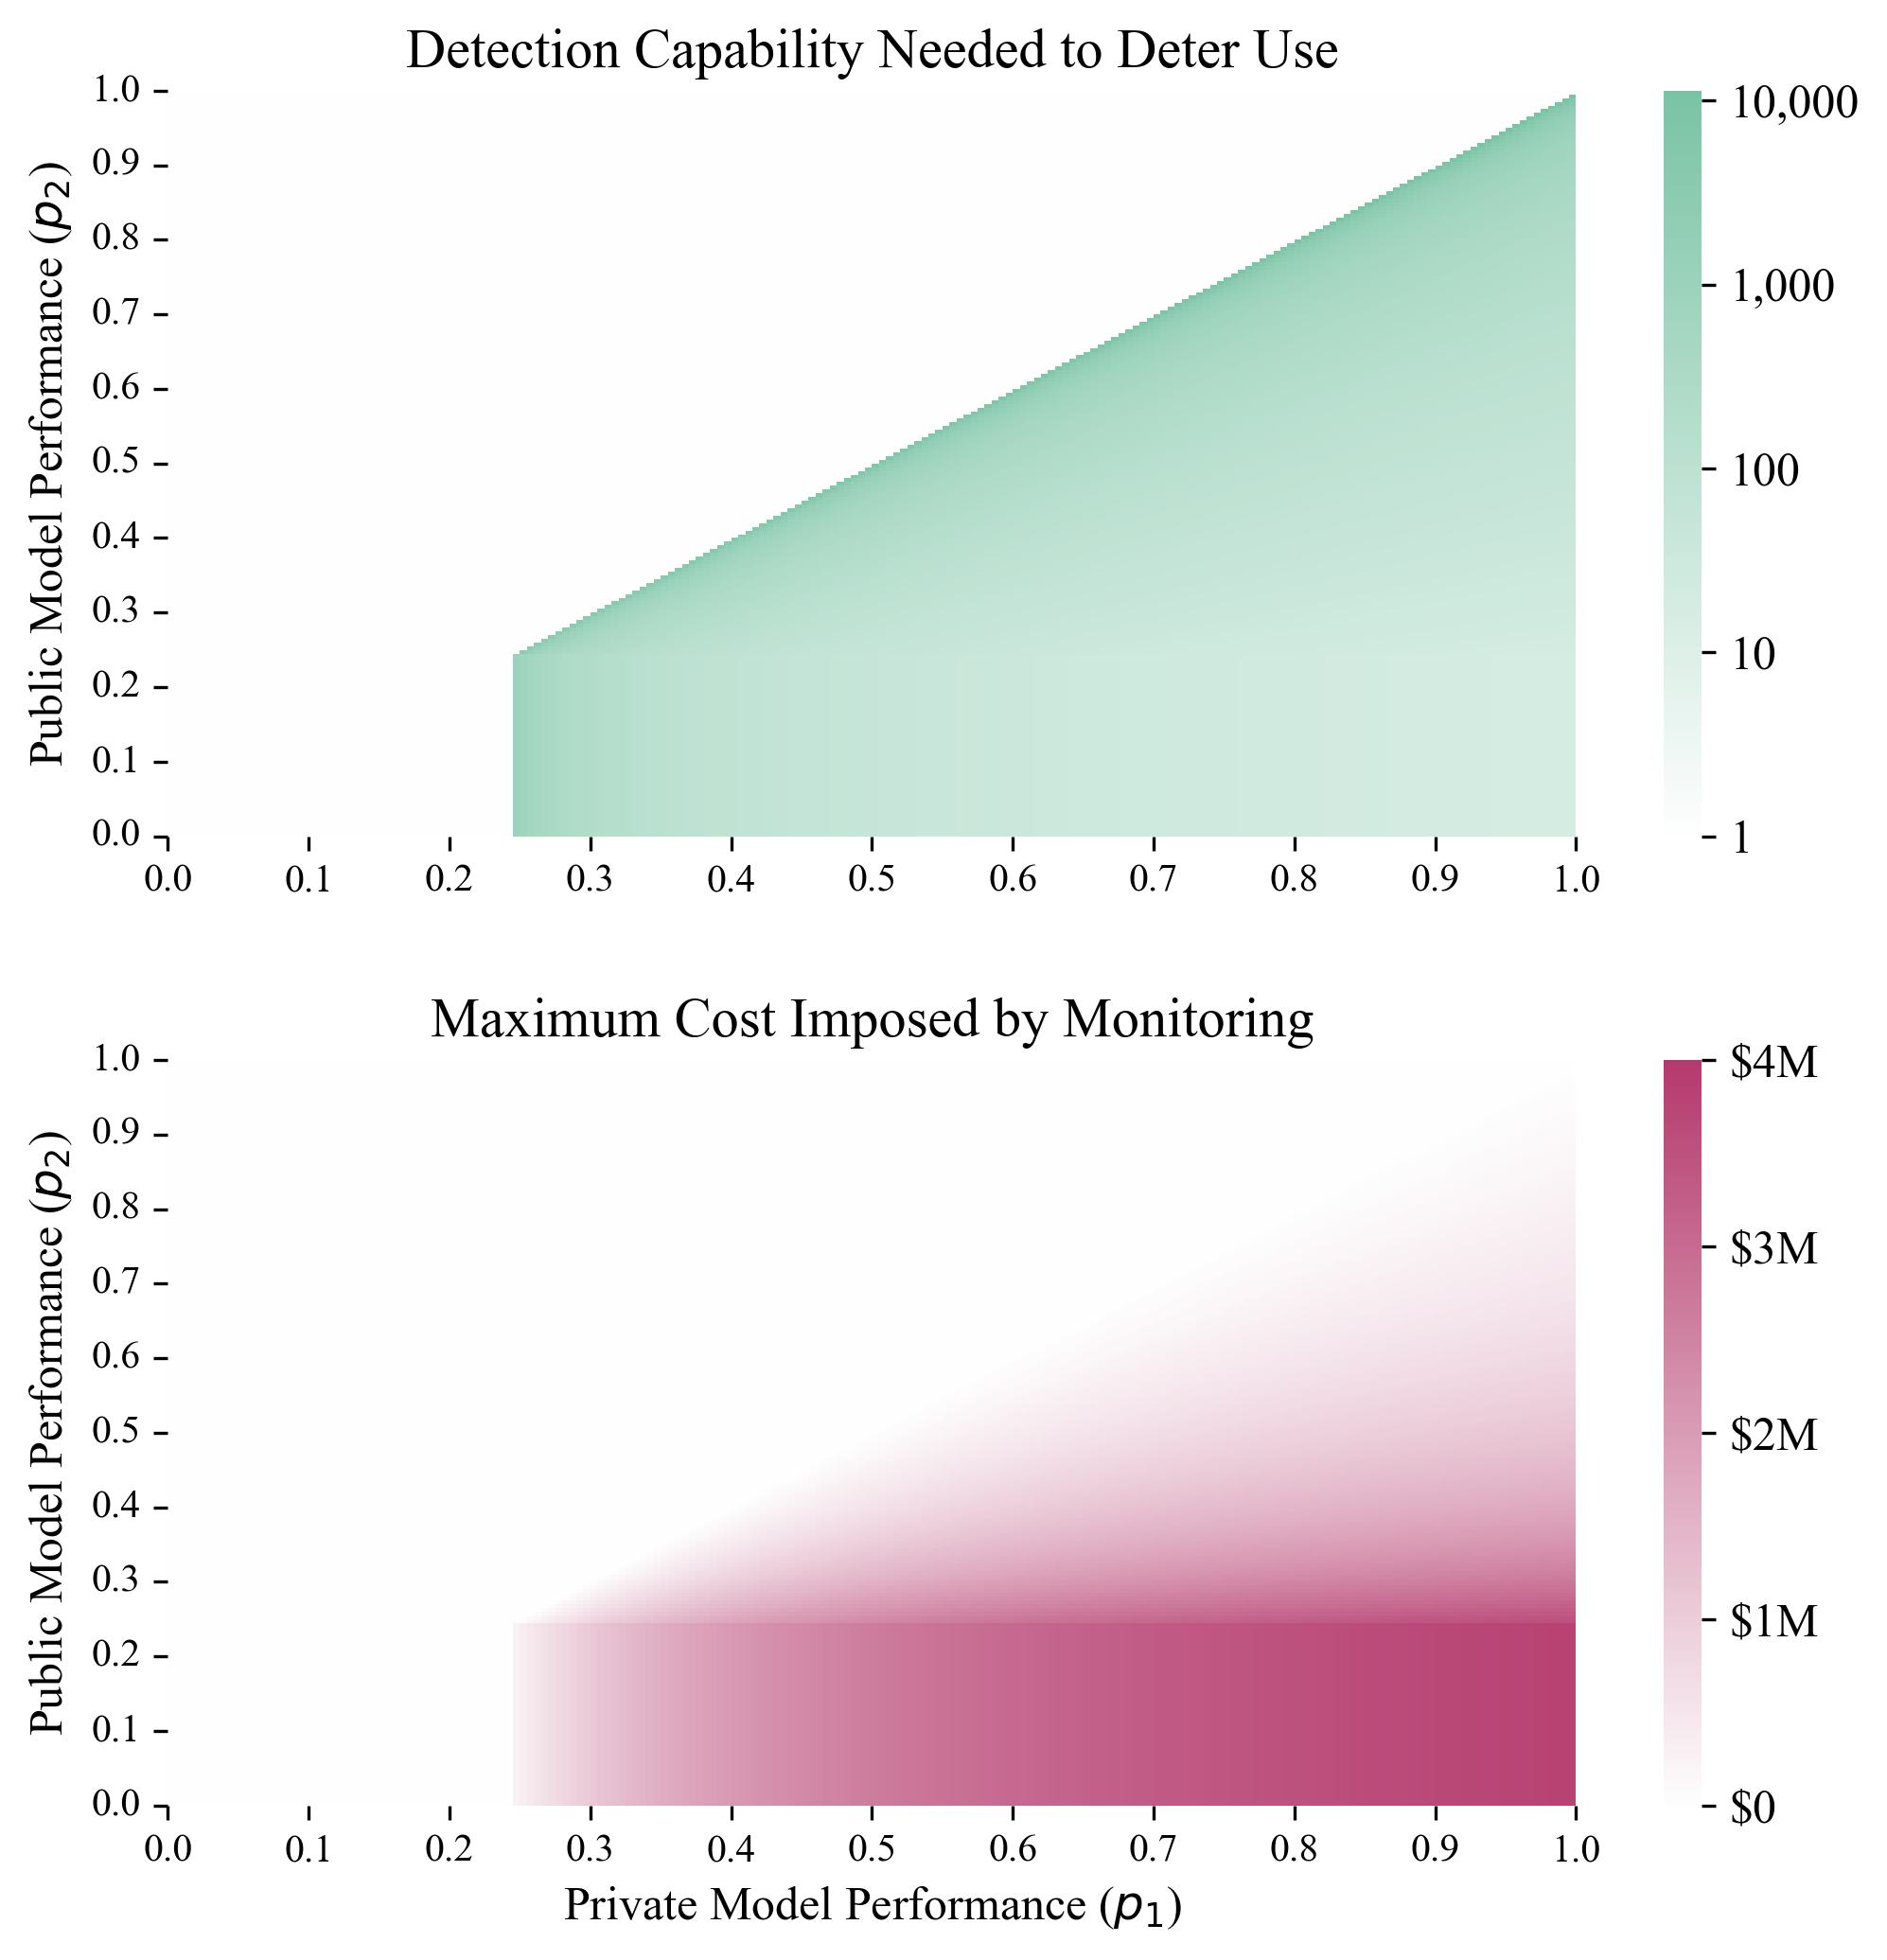 Detection Capability Needed to Deter Use
Public Model Performance (p2)
1.0
0.9
0.8
0.7
0.6
0.5
0.4
0.3
0.2
0.1
0.0
0.0 0.1 0.2 0.3 0.4 0.5 0.6 0.7 0.8 0.9 1.0
10,000
1,000
100
10
1
Maximum Cost Imposed by Monitoring
Public Model Performance (p2)
1.0
0.9
0.8
0.7
0.6
0.5
0.4
0.3
0.2
0.1
0.0
0.0 0.1 0.2 0.3 0.4 0.5 0.6 0.7 0.8 0.9 1.0
Private Model Performance (p1)
$4M
$3M
$2M
$1M
$0